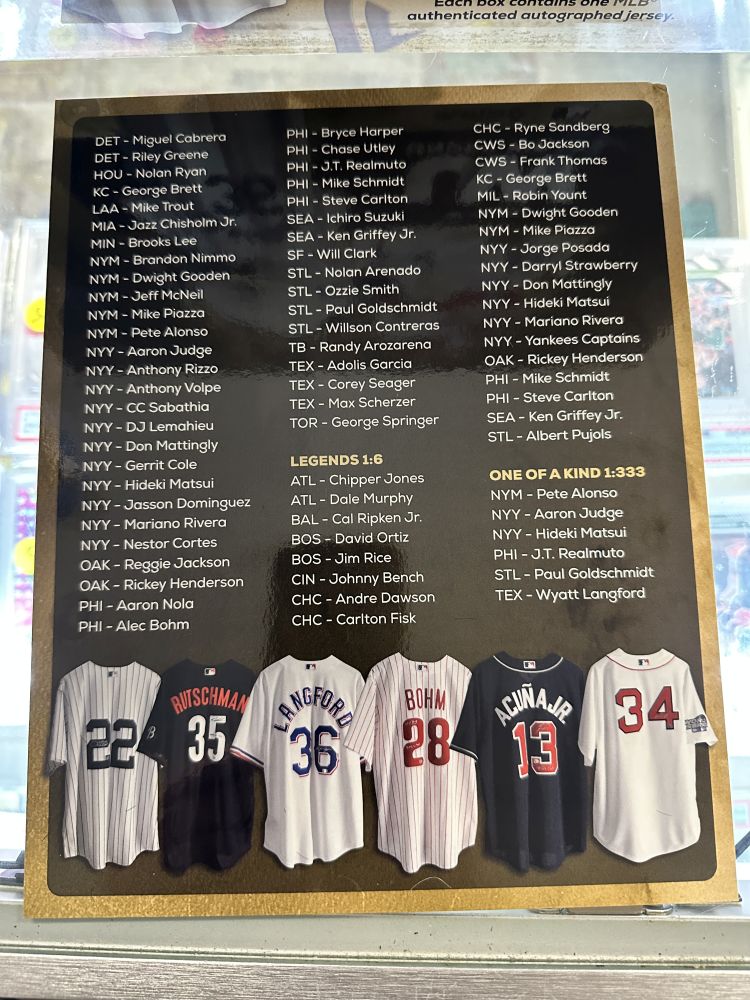 Each box contains one MLB®
authenticated autographed jersey.
DET - Miguel Cabrera
DET - Riley Greene
HOU - Nolan Ryan
KC - George Brett
LAA - Mike Trout
MIA - Jazz Chisholm Jr.
MIN - Brooks Lee
NYM - Brandon Nimmo
NYM - Dwight Gooden
NYM - Jeff McNeil
NYM - Mike Piazza
NYM - Pete Alonso
NYY - Aaron Judge
NYY - Anthony Rizzo
NYY - Anthony Volpe
NYY - CC Sabathia
NYY - DJ Lemahieu
NYY - Don Mattingly
NYY - Gerrit Cole
NYY - Hideki Matsui
NYY - Jasson Dominguez
NYY - Mariano Rivera
NYY - Nestor Cortes
OAK - Reggie Jackson
OAK - Rickey Henderson
PHI - Aaron Nola
PHI - Alec Bohm
PHI - Bryce Harper
PHI - Chase Utley
PHI - J.T. Realmuto
PHI - Mike Schmidt
PHI - Steve Carlton
SEA - Ichiro Suzuki
SEA - Ken Griffey Jr.
SF - Will Clark
STL - Nolan Arenado
STL - Ozzie Smith
STL - Paul Goldschmidt
STL - Willson Contreras
TB - Randy Arozarena
TEX - Adolis Garcia
TEX - Corey Seager
TEX - Max Scherzer
TOR - George Springer
LEGENDS 1:6
ATL - Chipper Jones
ATL - Dale Murphy
BAL - Cal Ripken Jr.
BOS - David Ortiz
BOS - Jim Rice
CIN - Johnny Bench
CHC - Andre Dawson
CHC - Carlton Fisk
CHC - Ryne Sandberg
CWS - Bo Jackson
CWS - Frank Thomas
KC - George Brett
MIL - Robin Yount
NYM - Dwight Gooden
NYM - Mike Piazza
NYY - Jorge Posada
NYY - Darryl Strawberry
NYY - Don Mattingly
NYY - Hideki Matsui
NYY - Mariano Rivera
NYY - Yankees Captains
OAK - Rickey Henderson
PHI - Mike Schmidt
PHI - Steve Carlton
SEA - Ken Griffey Jr.
STL - Albert Pujols
ONE OF A KIND 1:333
NYM - Pete Alonso
NYY - Aaron Judge
NYY - Hideki Matsui
PHI - J.T. Realmuto
STL - Paul Goldschmidt
TEX - Wyatt Langford
22
RUTSCHMAN
35
LANGFORD
36
BOHM
28
ACUÑA JR.
13
34